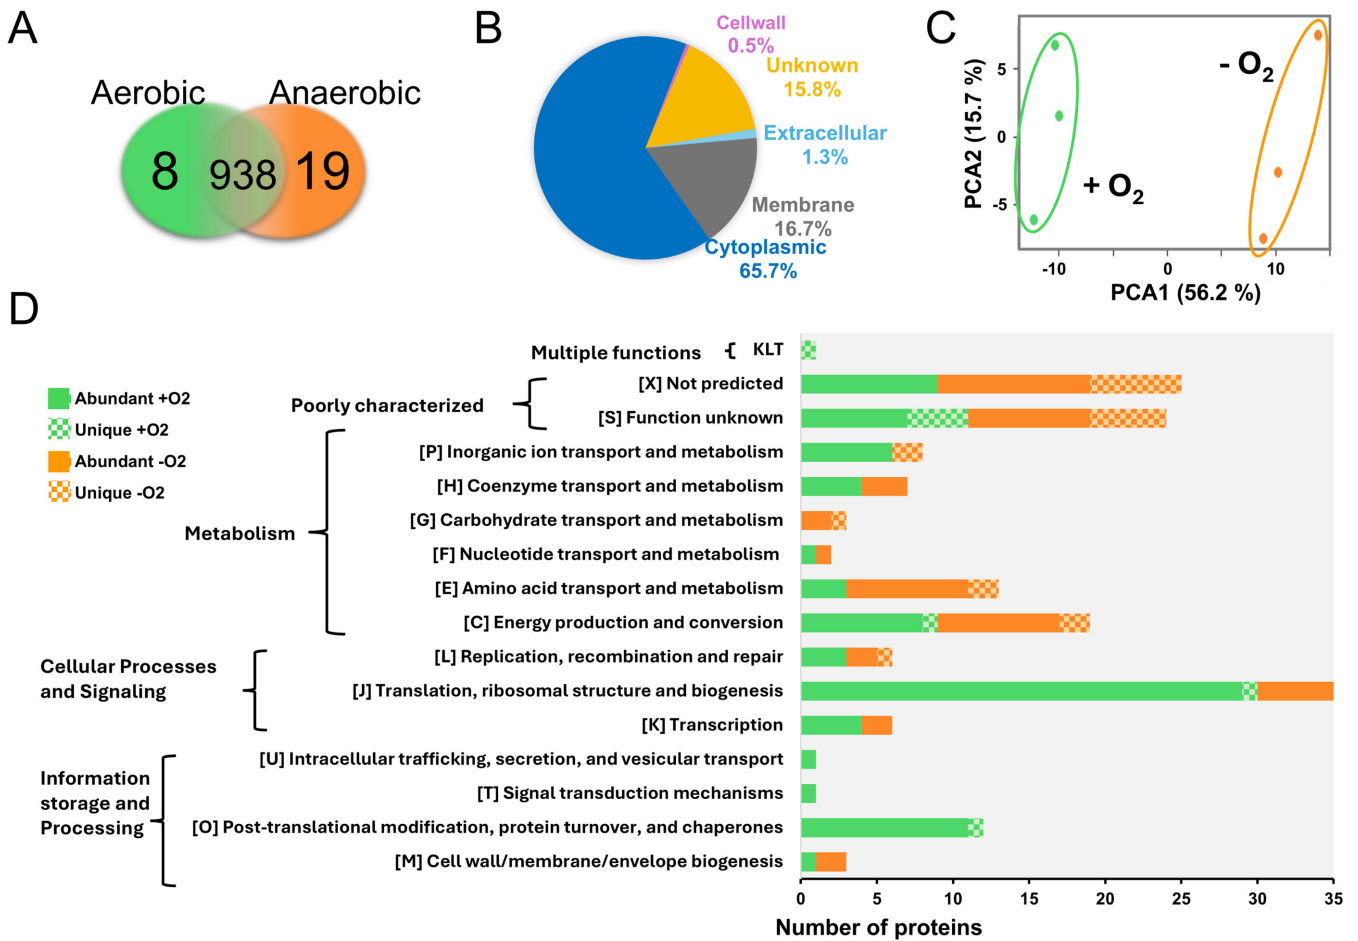 A
Aerobic
Anaerobic
8
938
19
B
Cellwall
0.5%
Unknown
15.8%
Extracellular
1.3%
Membrane
16.7%
Cytoplasmic
65.7%
C
PCA2 (15.7 %)
5
0
-5
+ O2
- O2
-10
0
10
PCA1 (56.2 %)
D
Abundant +O2
Unique +O2
Abundant -O2
Unique -O2
Multiple functions { KLT
Poorly characterized
[X] Not predicted
[S] Function unknown
Metabolism
[P] Inorganic ion transport and metabolism
[H] Coenzyme transport and metabolism
[G] Carbohydrate transport and metabolism
[F] Nucleotide transport and metabolism
[E] Amino acid transport and metabolism
[C] Energy production and conversion
Cellular Processes
and Signaling
[L] Replication, recombination and repair
[J] Translation, ribosomal structure and biogenesis
[K] Transcription
Information
storage and
Processing
[U] Intracellular trafficking, secretion, and vesicular transport
[T] Signal transduction mechanisms
[O] Post-translational modification, protein turnover, and chaperones
[M] Cell wall/membrane/envelope biogenesis
0
5
10
15
20
25
30
35
Number of proteins